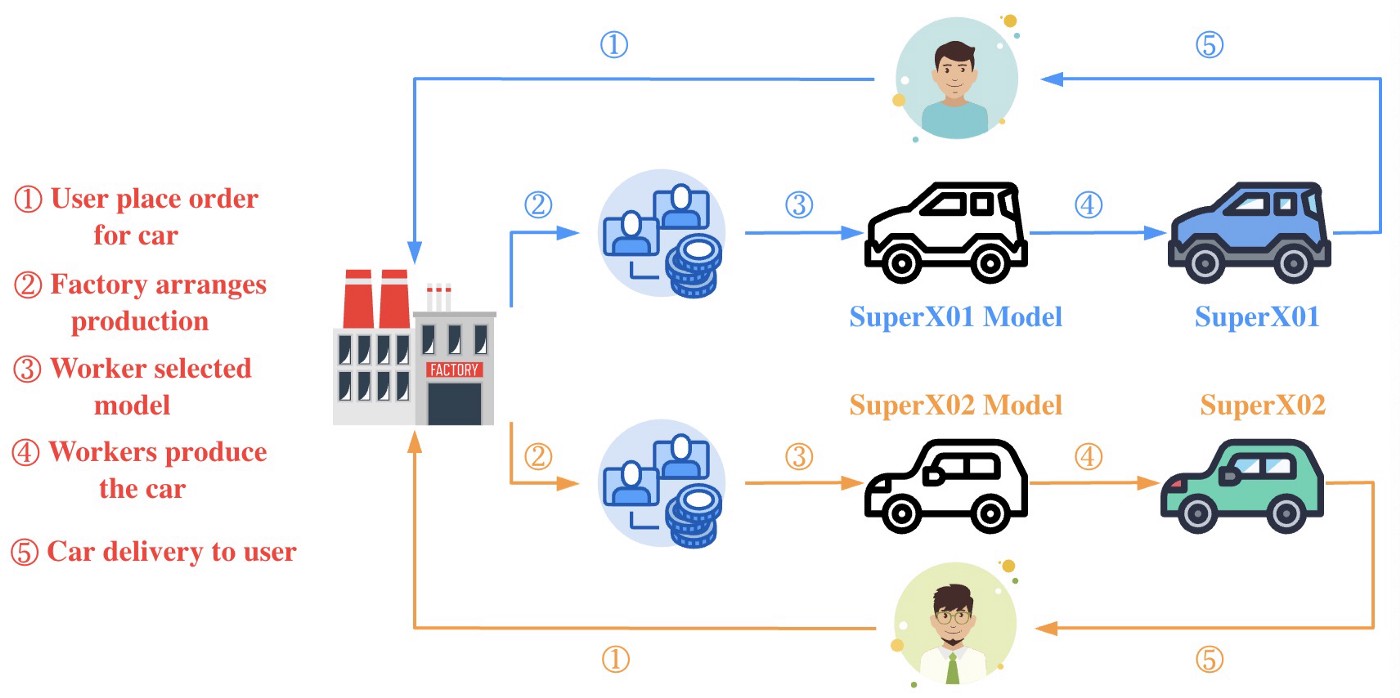 ① User place order
for car
② Factory arranges
production
③ Worker selected
model
④ Workers produce
the car
⑤ Car delivery to user
①
⑤
②
③
④
SuperX01 Model
SuperX01
FACTORY
SuperX02 Model
SuperX02
②
③
④
①
⑤